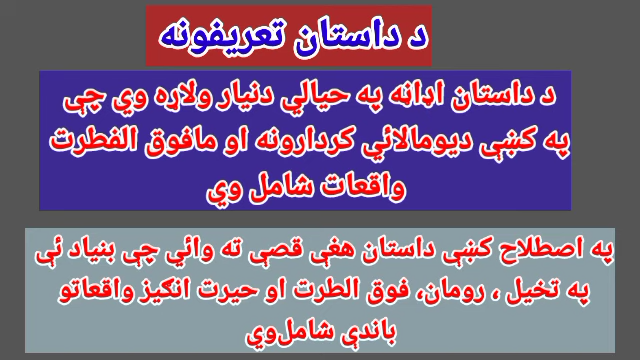 د داستان تعریفونه
د داستان اډاڼه په حیالي دنیار ولاړه وي چې
په کښې دیومالائي کردارونه او مافوق الفطرت
واقعات شامل وي
په اصطلاح کښې داستان هغې قصې ته وائي چې بنیاد ئې
په تخیل ، رومان، فوق الطرت او حیرت انګیز واقعاتو
باندې شامل‌وي